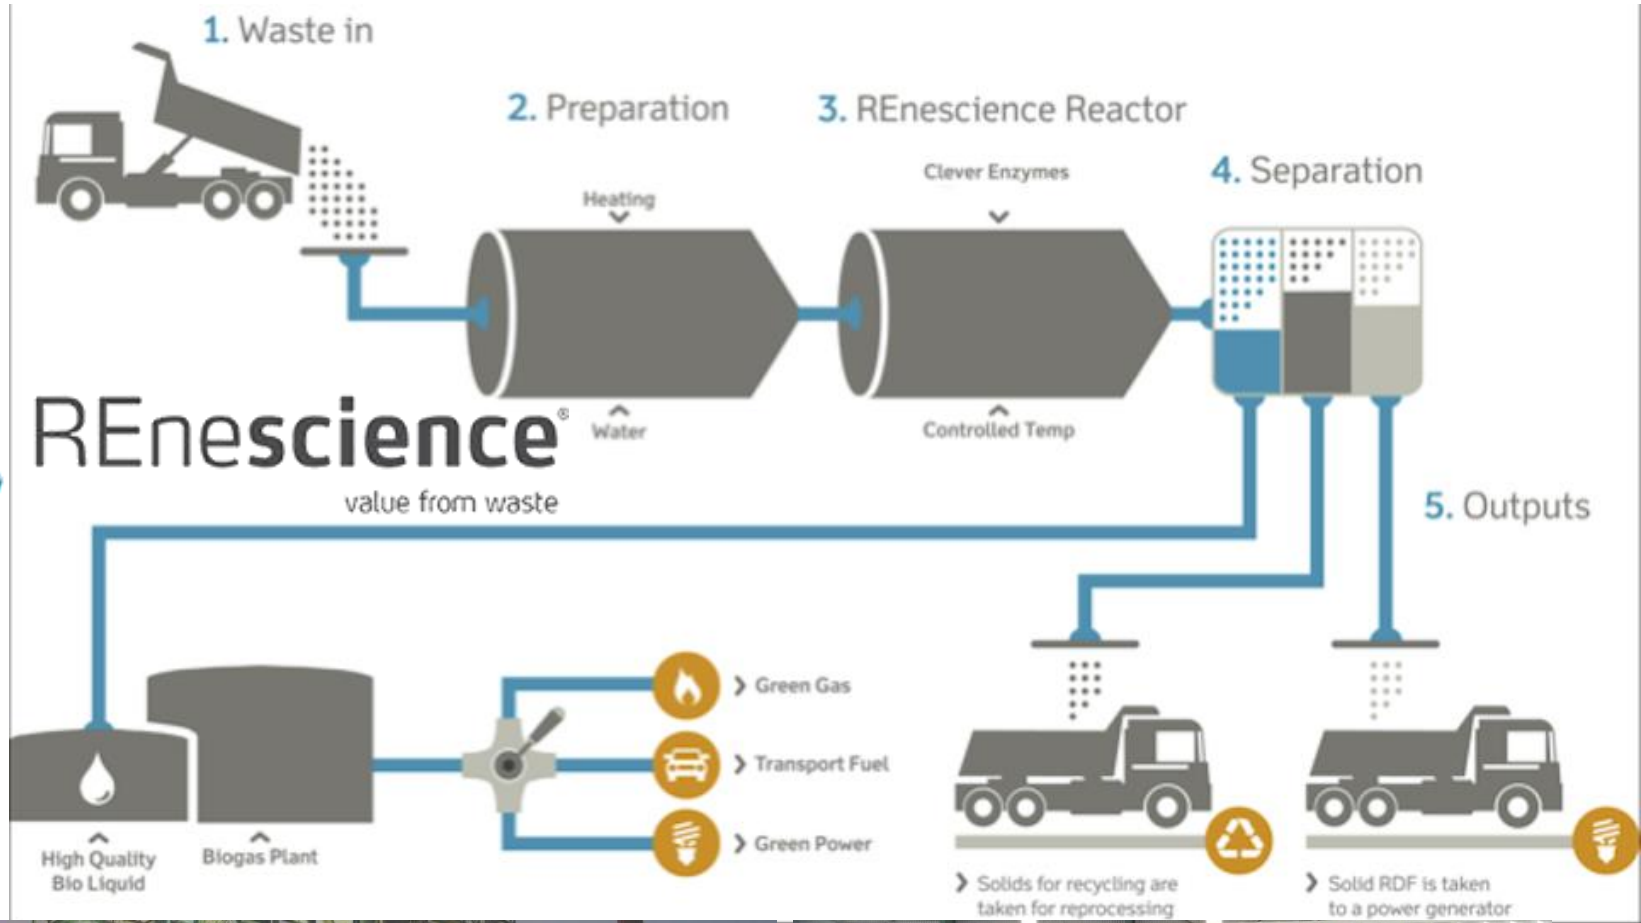 1. Waste in
2. Preparation
3. REnescience Reactor
Clever Enzymes
4. Separation
Heating
REnescience®
Water
Controlled Temp
value from waste
5. Outputs
Green Gas
Transport Fuel
Green Power
High Quality
Bio Liquid
Biogas Plant
Solids for recycling are
taken for reprocessing
Solid RDF is taken
to a power generator